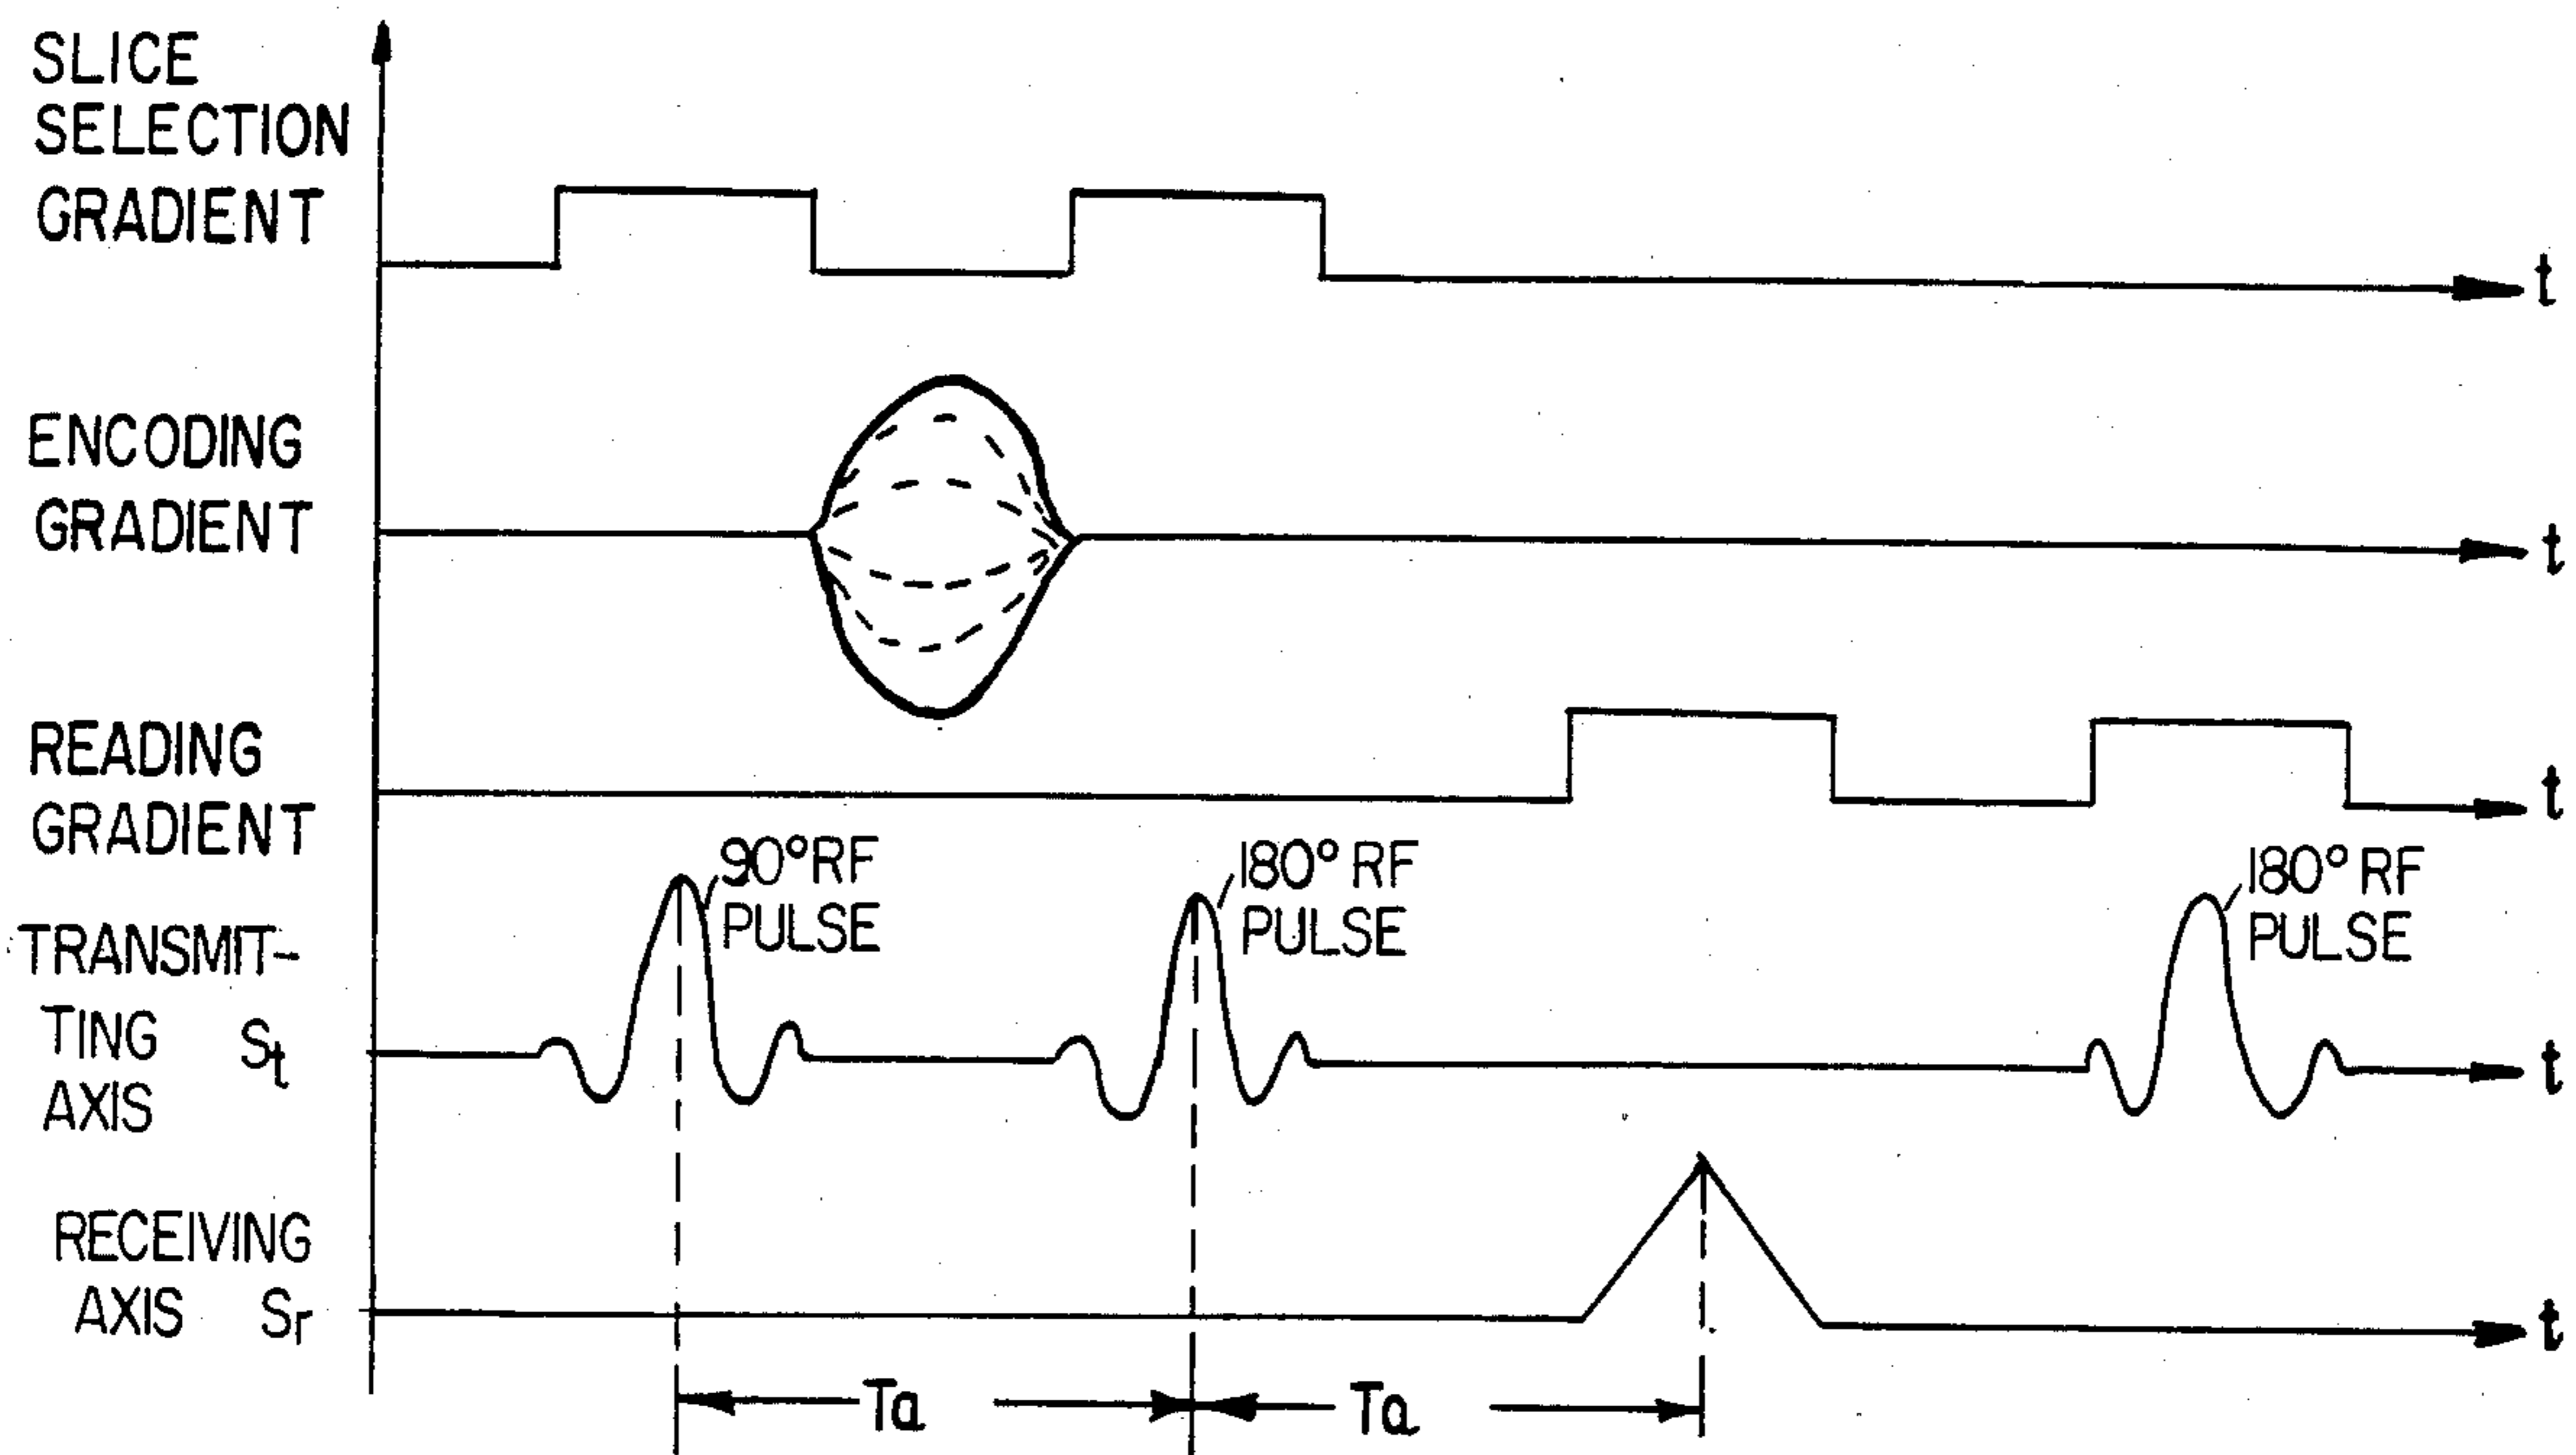 SLICE
SELECTION
GRADIENT
t
ENCODING
GRADIENT
t
READING
GRADIENT
t
90° RF
PULSE
180° RF
PULSE
180° RF
PULSE
TRANSMIT-
TING
AXIS St
t
RECEIVING
AXIS Sr
t
Ta
Ta